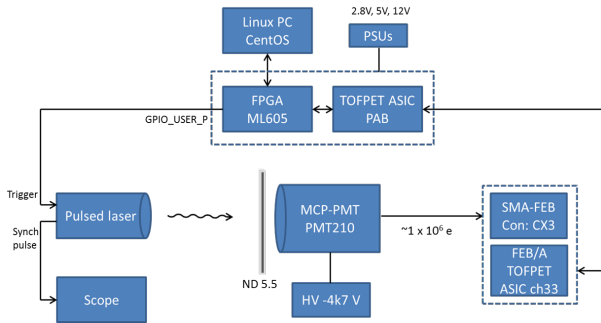 Linux PC
CentOS
2.8V, 5V, 12V
PSUs
FPGA
ML605
TOFPET ASIC
PAB
GPIO_USER_P
Trigger
Pulsed laser
Synch
pulse
Scope
ND 5.5
MCP-PMT
PMT210
HV -4k7 V
~1 x 10⁶ e
SMA-FEB
Con: CX3
FEB/A
TOFPET
ASIC ch33